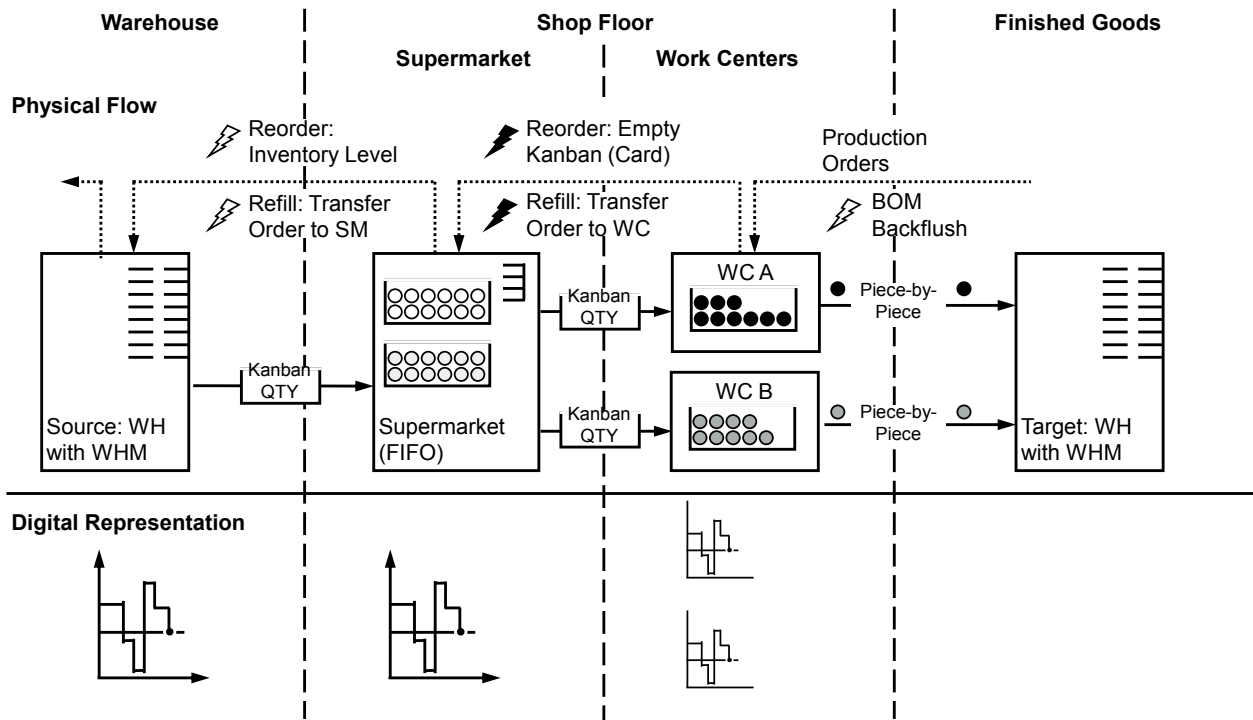 Warehouse
Shop Floor
Finished Goods
Supermarket
Work Centers
Physical Flow
Reorder:
Inventory Level
Reorder: Empty
Kanban (Card)
Production
Orders
Refill: Transfer
Order to SM
Refill: Transfer
Order to WC
BOM
Backflush
WC A
Kanban
QTY
Piece-by-
Piece
Kanban
QTY
WC B
Kanban
QTY
Piece-by-
Piece
Source: WH
with WHM
Supermarket
(FIFO)
Target: WH
with WHM
Digital Representation